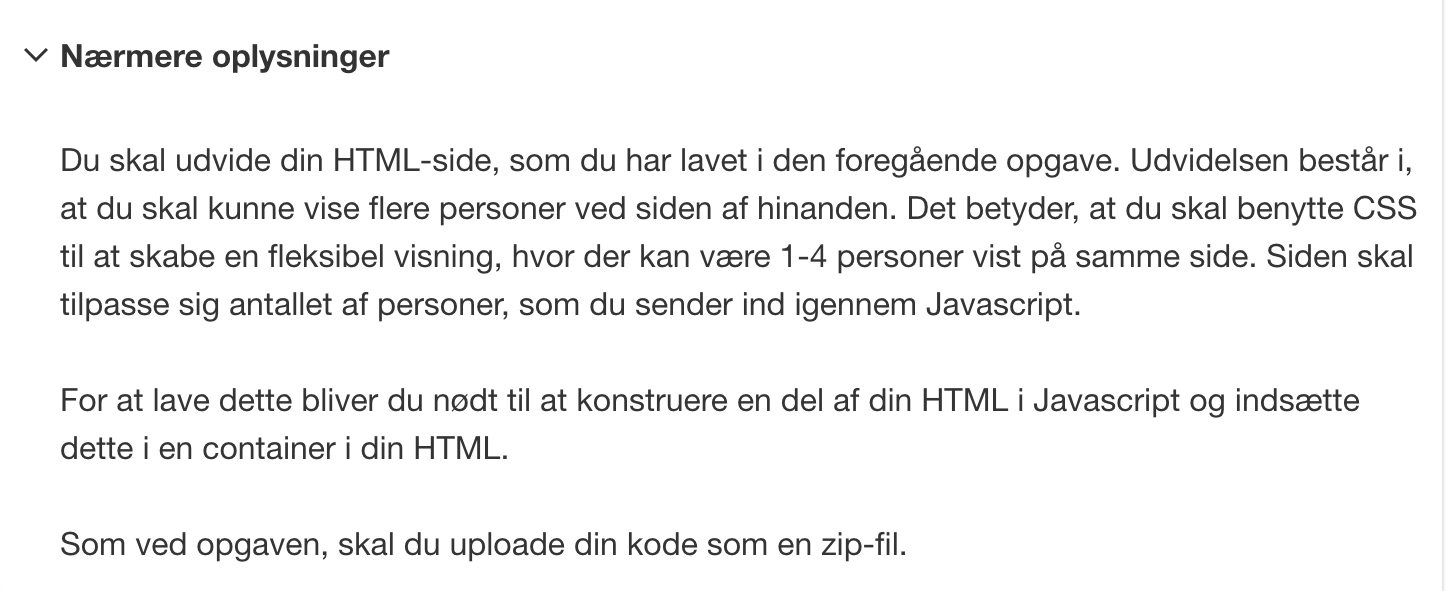 Nærmere oplysninger
Du skal udvide din HTML-side, som du har lavet i den foregående opgave. Udvidelsen består i,
at du skal kunne vise flere personer ved siden af hinanden. Det betyder, at du skal benytte CSS
til at skabe en fleksibel visning, hvor der kan være 1-4 personer vist på samme side. Siden skal
tilpasse sig antallet af personer, som du sender ind igennem Javascript.
For at lave dette bliver du nødt til at konstruere en del af din HTML i Javascript og indsætte
dette i en container i din HTML.
Som ved opgaven, skal du uploade din kode som en zip-fil.